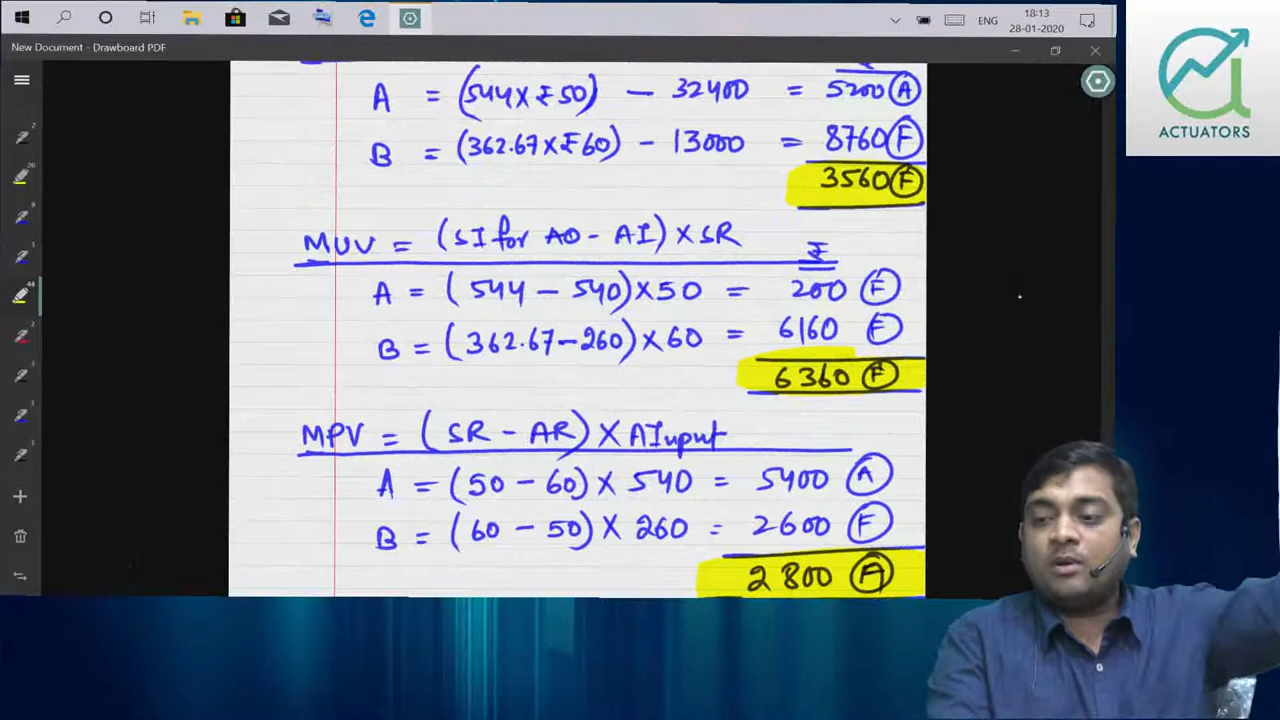 18:13
ENG
28-01-2020
New Document - Drawboard PDF
ACTUATORS
A = (544×₹50) - 32400 = 5200 A
B = (362.67×₹60) - 13000 = 8760 F
3560 F
MUV = (SI for AO - AI) × SR
₹
A = (544 - 540)×50 = 200 F
B = (362.67-260)×60 = 6160 F
6360 F
MPV = (SR - AR) × AInput
A = (50 - 60) × 540 = 5400 A
B = (60 - 50) × 260 = 2600 F
2800 A